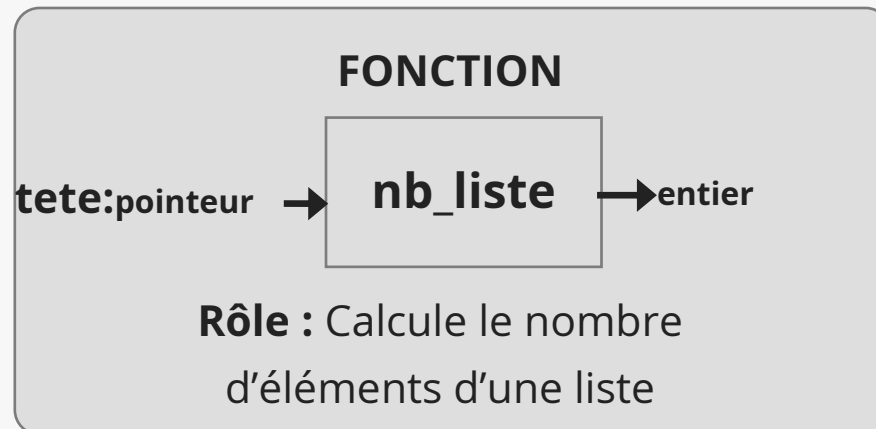 FONCTION
tete:pointeur nb_liste entier
Rôle : Calcule le nombre
d’éléments d’une liste